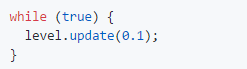 while (true) {
  level.update(0.1);
}